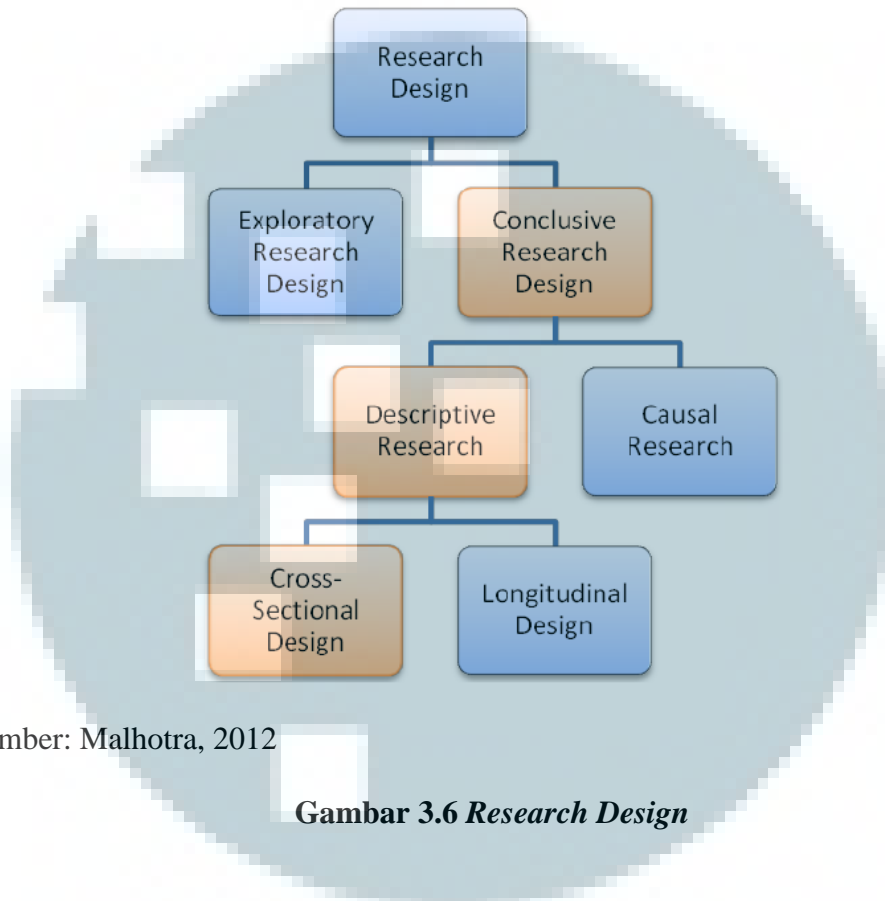 Research
Design
Exploratory
Research
Design
Conclusive
Research
Design
Descriptive
Research
Causal
Research
Cross-
Sectional
Design
Longitudinal
Design
mber: Malhotra, 2012
Gambar 3.6 Research Design